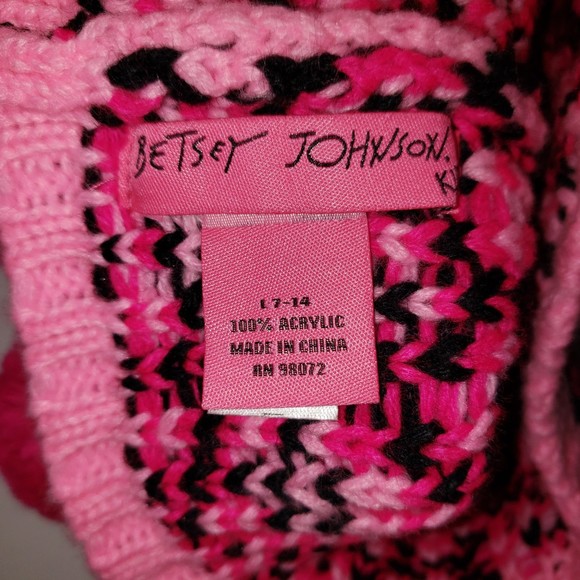 BETSEY JOHNSON.
L 7-14
100% ACRYLIC
MADE IN CHINA
RN 98072